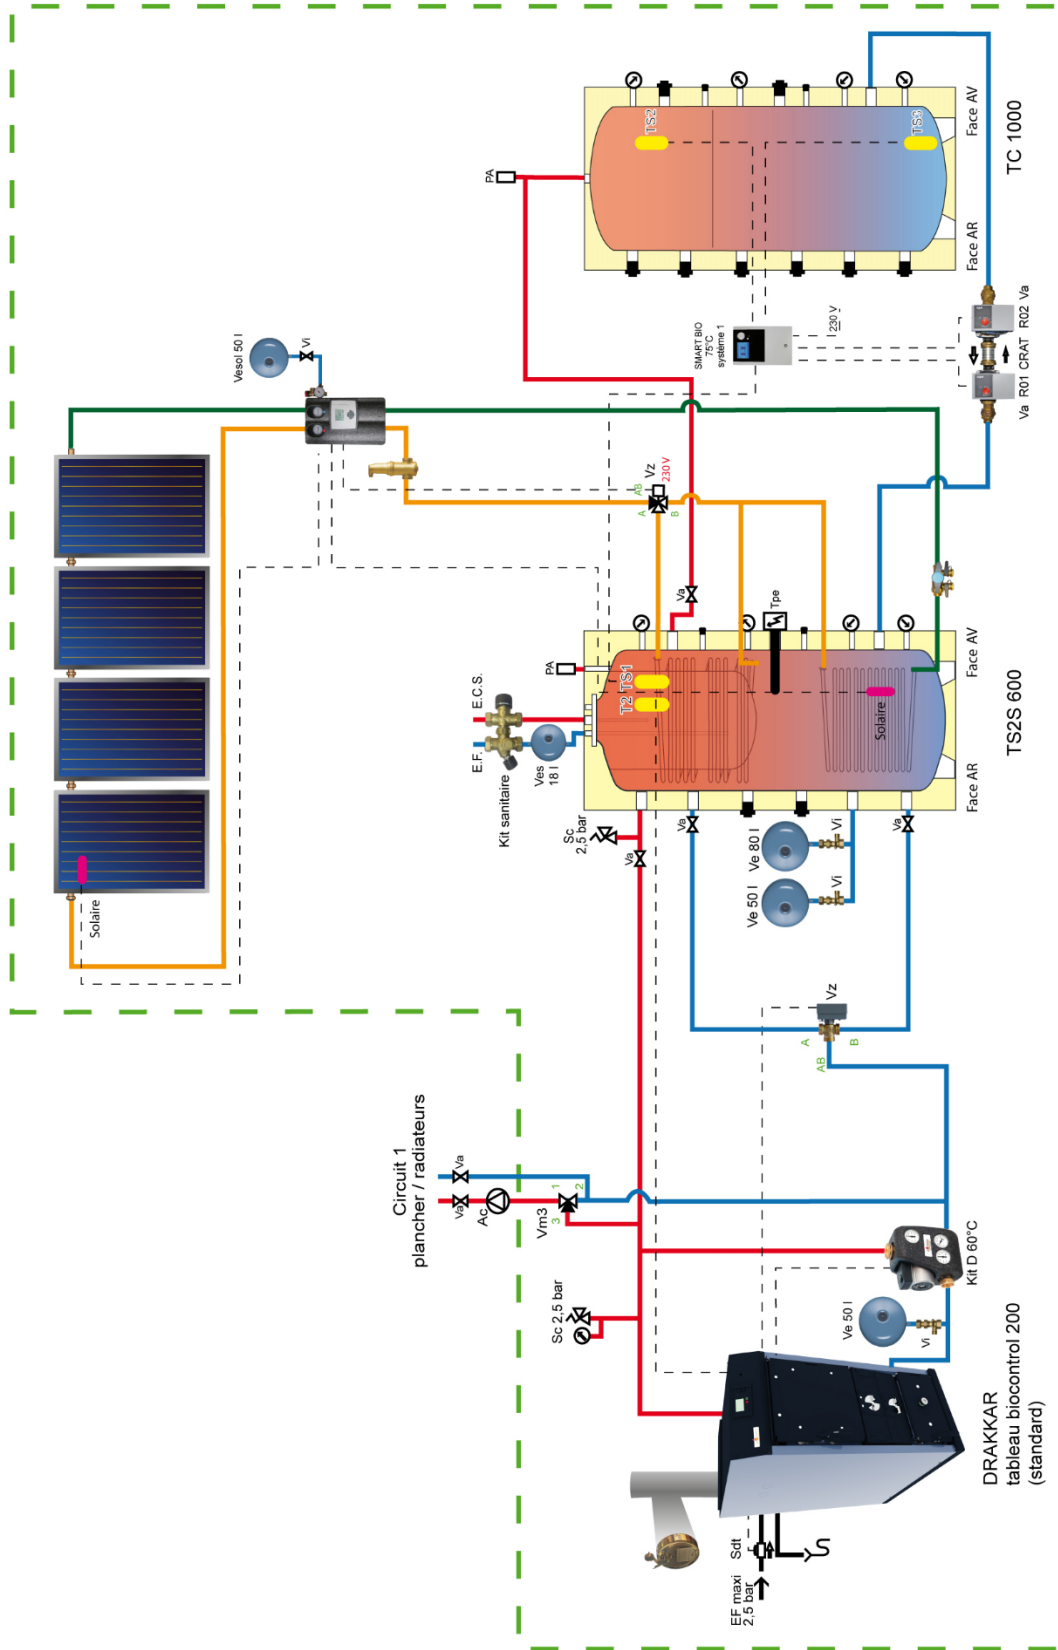 TS2
TS3
Face AV
Face AR
TC 1000
PA
SMART BIO
75°C
système 1
230 V
Va R01 CRAT R02 Va
Vesol 50 l
Vi
Solaire
AB
A
B
Vz
230 V
Va
PA
E.C.S.
E.F.
Kit sanitaire
Ves
18 l
T2 TS1
Tpe
Solaire
Face AV
Face AR
TS2S 600
Sc
2,5 bar
Va
Va
Va
Ve 80 l
Vi
Ve 50 l
Vi
Vz
A
B
AB
Circuit 1
plancher / radiateurs
Va
Va
Ac
Vm3
1
2
3
Sc 2,5 bar
Kit D 60°C
Ve 50 l
Vi
DRAKKAR
tableau biocontrol 200
(standard)
Sdt
EF maxi
2,5 bar
S